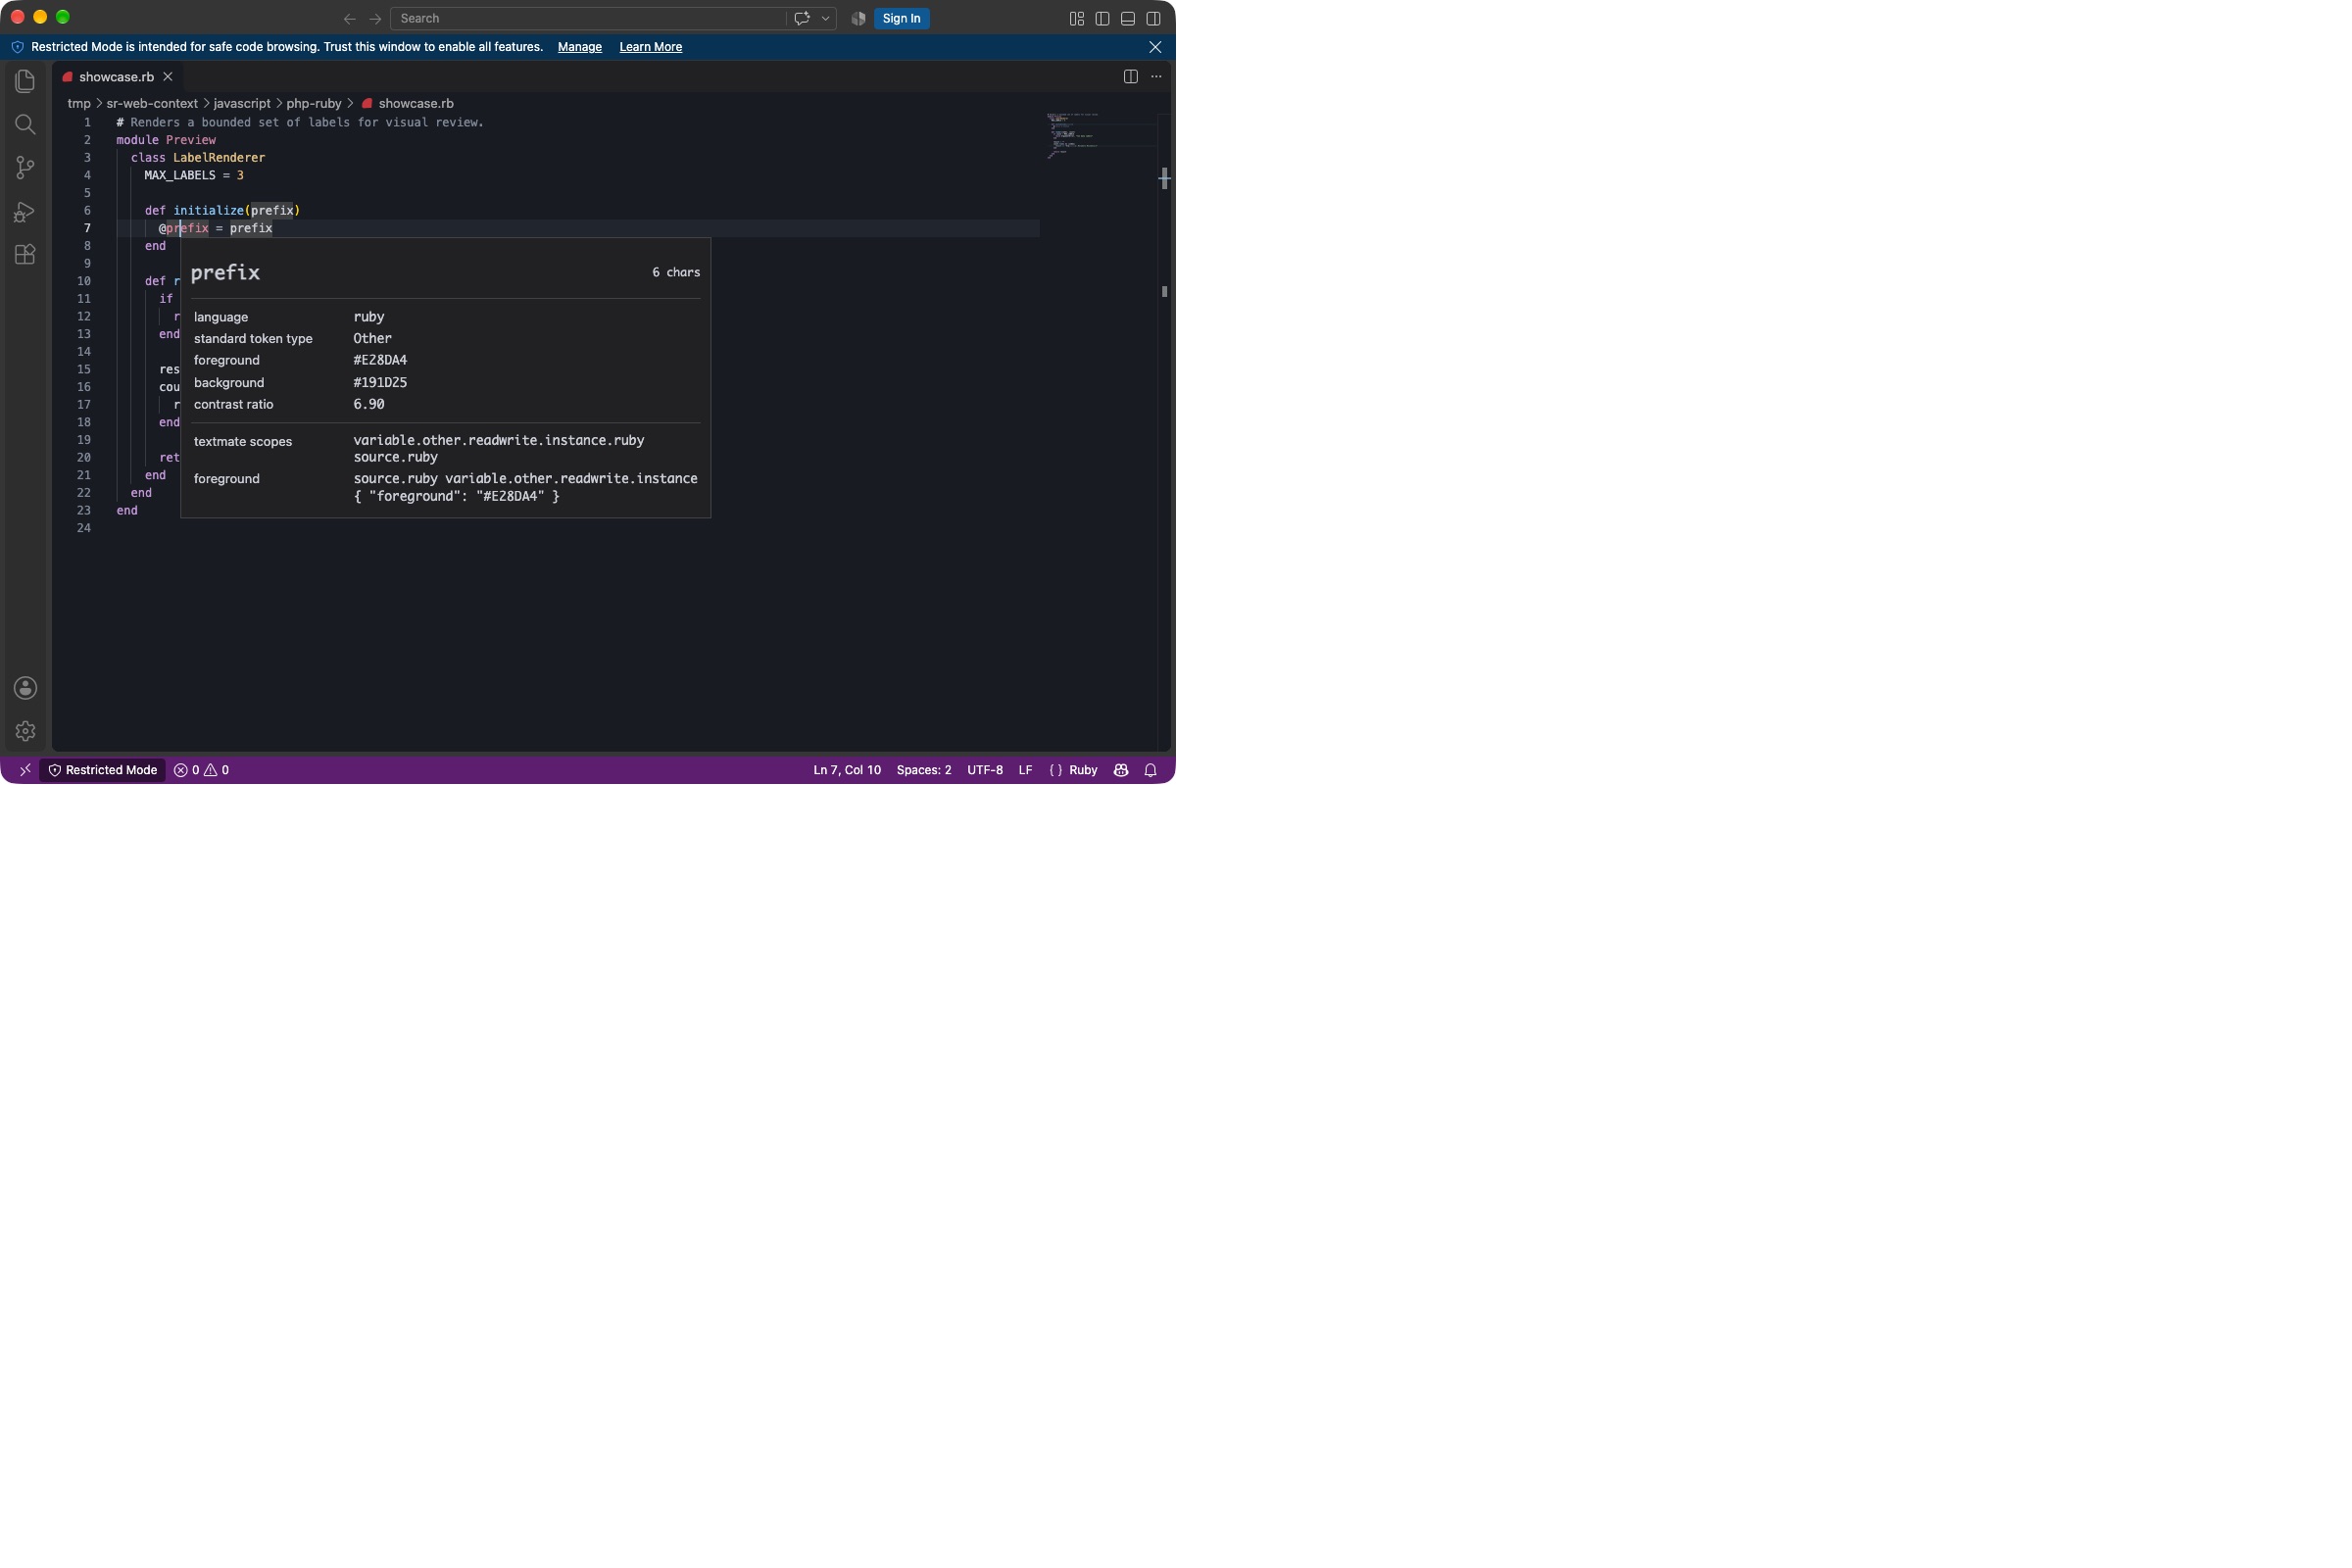 Search
Sign In
Restricted Mode is intended for safe code browsing. Trust this window to enable all features. Manage Learn More
showcase.rb
tmp > sr-web-context > javascript > php-ruby > showcase.rb
1 # Renders a bounded set of labels for visual review.
2 module Preview
3 class LabelRenderer
4 MAX_LABELS = 3
5
6 def initialize(prefix)
7 @prefix = prefix
8 end
9
10 def r
11 if
12 r
13 end
14
15 res
16 cou
17 r
18 end
19
20 ret
21 end
22 end
23 end
24
prefix 6 chars
language ruby
standard token type Other
foreground #E28DA4
background #191D25
contrast ratio 6.90
textmate scopes variable.other.readwrite.instance.ruby
source.ruby
foreground source.ruby variable.other.readwrite.instance
{ "foreground": "#E28DA4" }
Restricted Mode 0 0 Ln 7, Col 10 Spaces: 2 UTF-8 LF { } Ruby